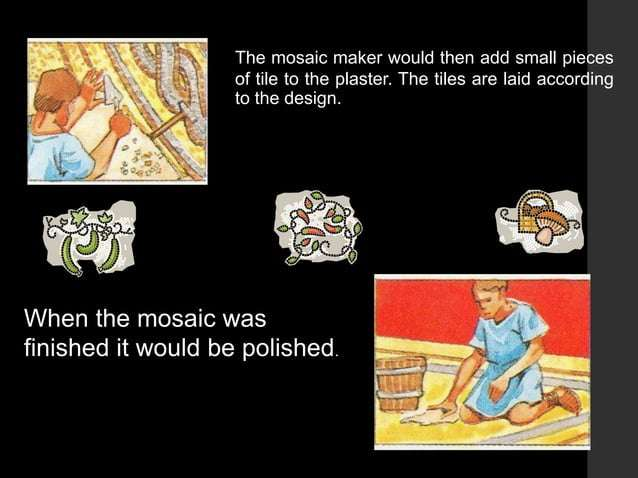 The mosaic maker would then add small pieces
of tile to the plaster. The tiles are laid according
to the design.
When the mosaic was
finished it would be polished.